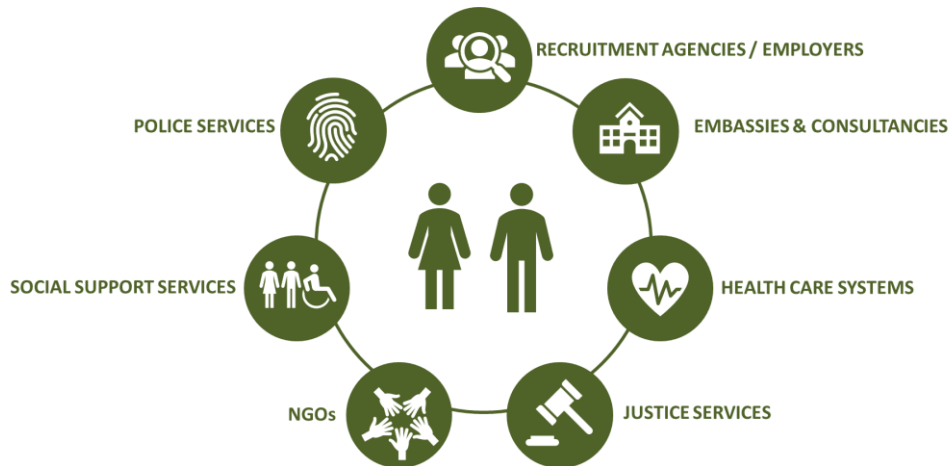 RECRUITMENT AGENCIES / EMPLOYERS
POLICE SERVICES
EMBASSIES & CONSULTANCIES
SOCIAL SUPPORT SERVICES
HEALTH CARE SYSTEMS
NGOs
JUSTICE SERVICES